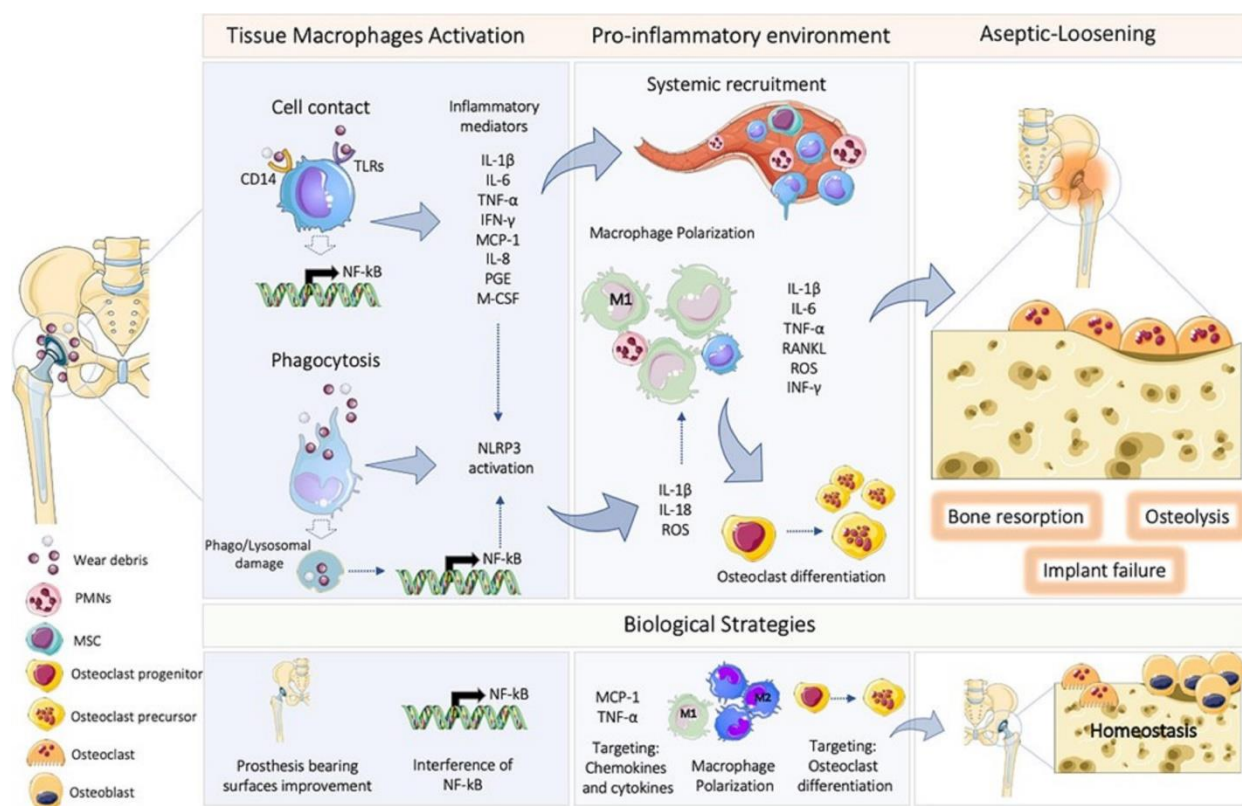 Tissue Macrophages Activation
Pro-inflammatory environment
Aseptic-Loosening
Cell contact
CD14
TLRs
NF-kB
Inflammatory
mediators
IL-1β
IL-6
TNF-α
IFN-γ
MCP-1
IL-8
PGE
M-CSF
Phagocytosis
NLRP3
activation
Phago/Lysosomal
damage
NF-kB
Systemic recruitment
Macrophage Polarization
M1
IL-1β
IL-6
TNF-α
RANKL
ROS
INF-γ
IL-1β
IL-18
ROS
Osteoclast differentiation
Bone resorption
Osteolysis
Implant failure
Wear debris
PMNs
MSC
Osteoclast progenitor
Osteoclast precursor
Osteoclast
Osteoblast
Biological Strategies
Prosthesis bearing
surfaces improvement
NF-kB
Interference of
NF-kB
MCP-1
TNF-α
Targeting:
Chemokines
and cytokines
M1
M2
Macrophage
Polarization
Targeting:
Osteoclast
differentiation
Homeostasis